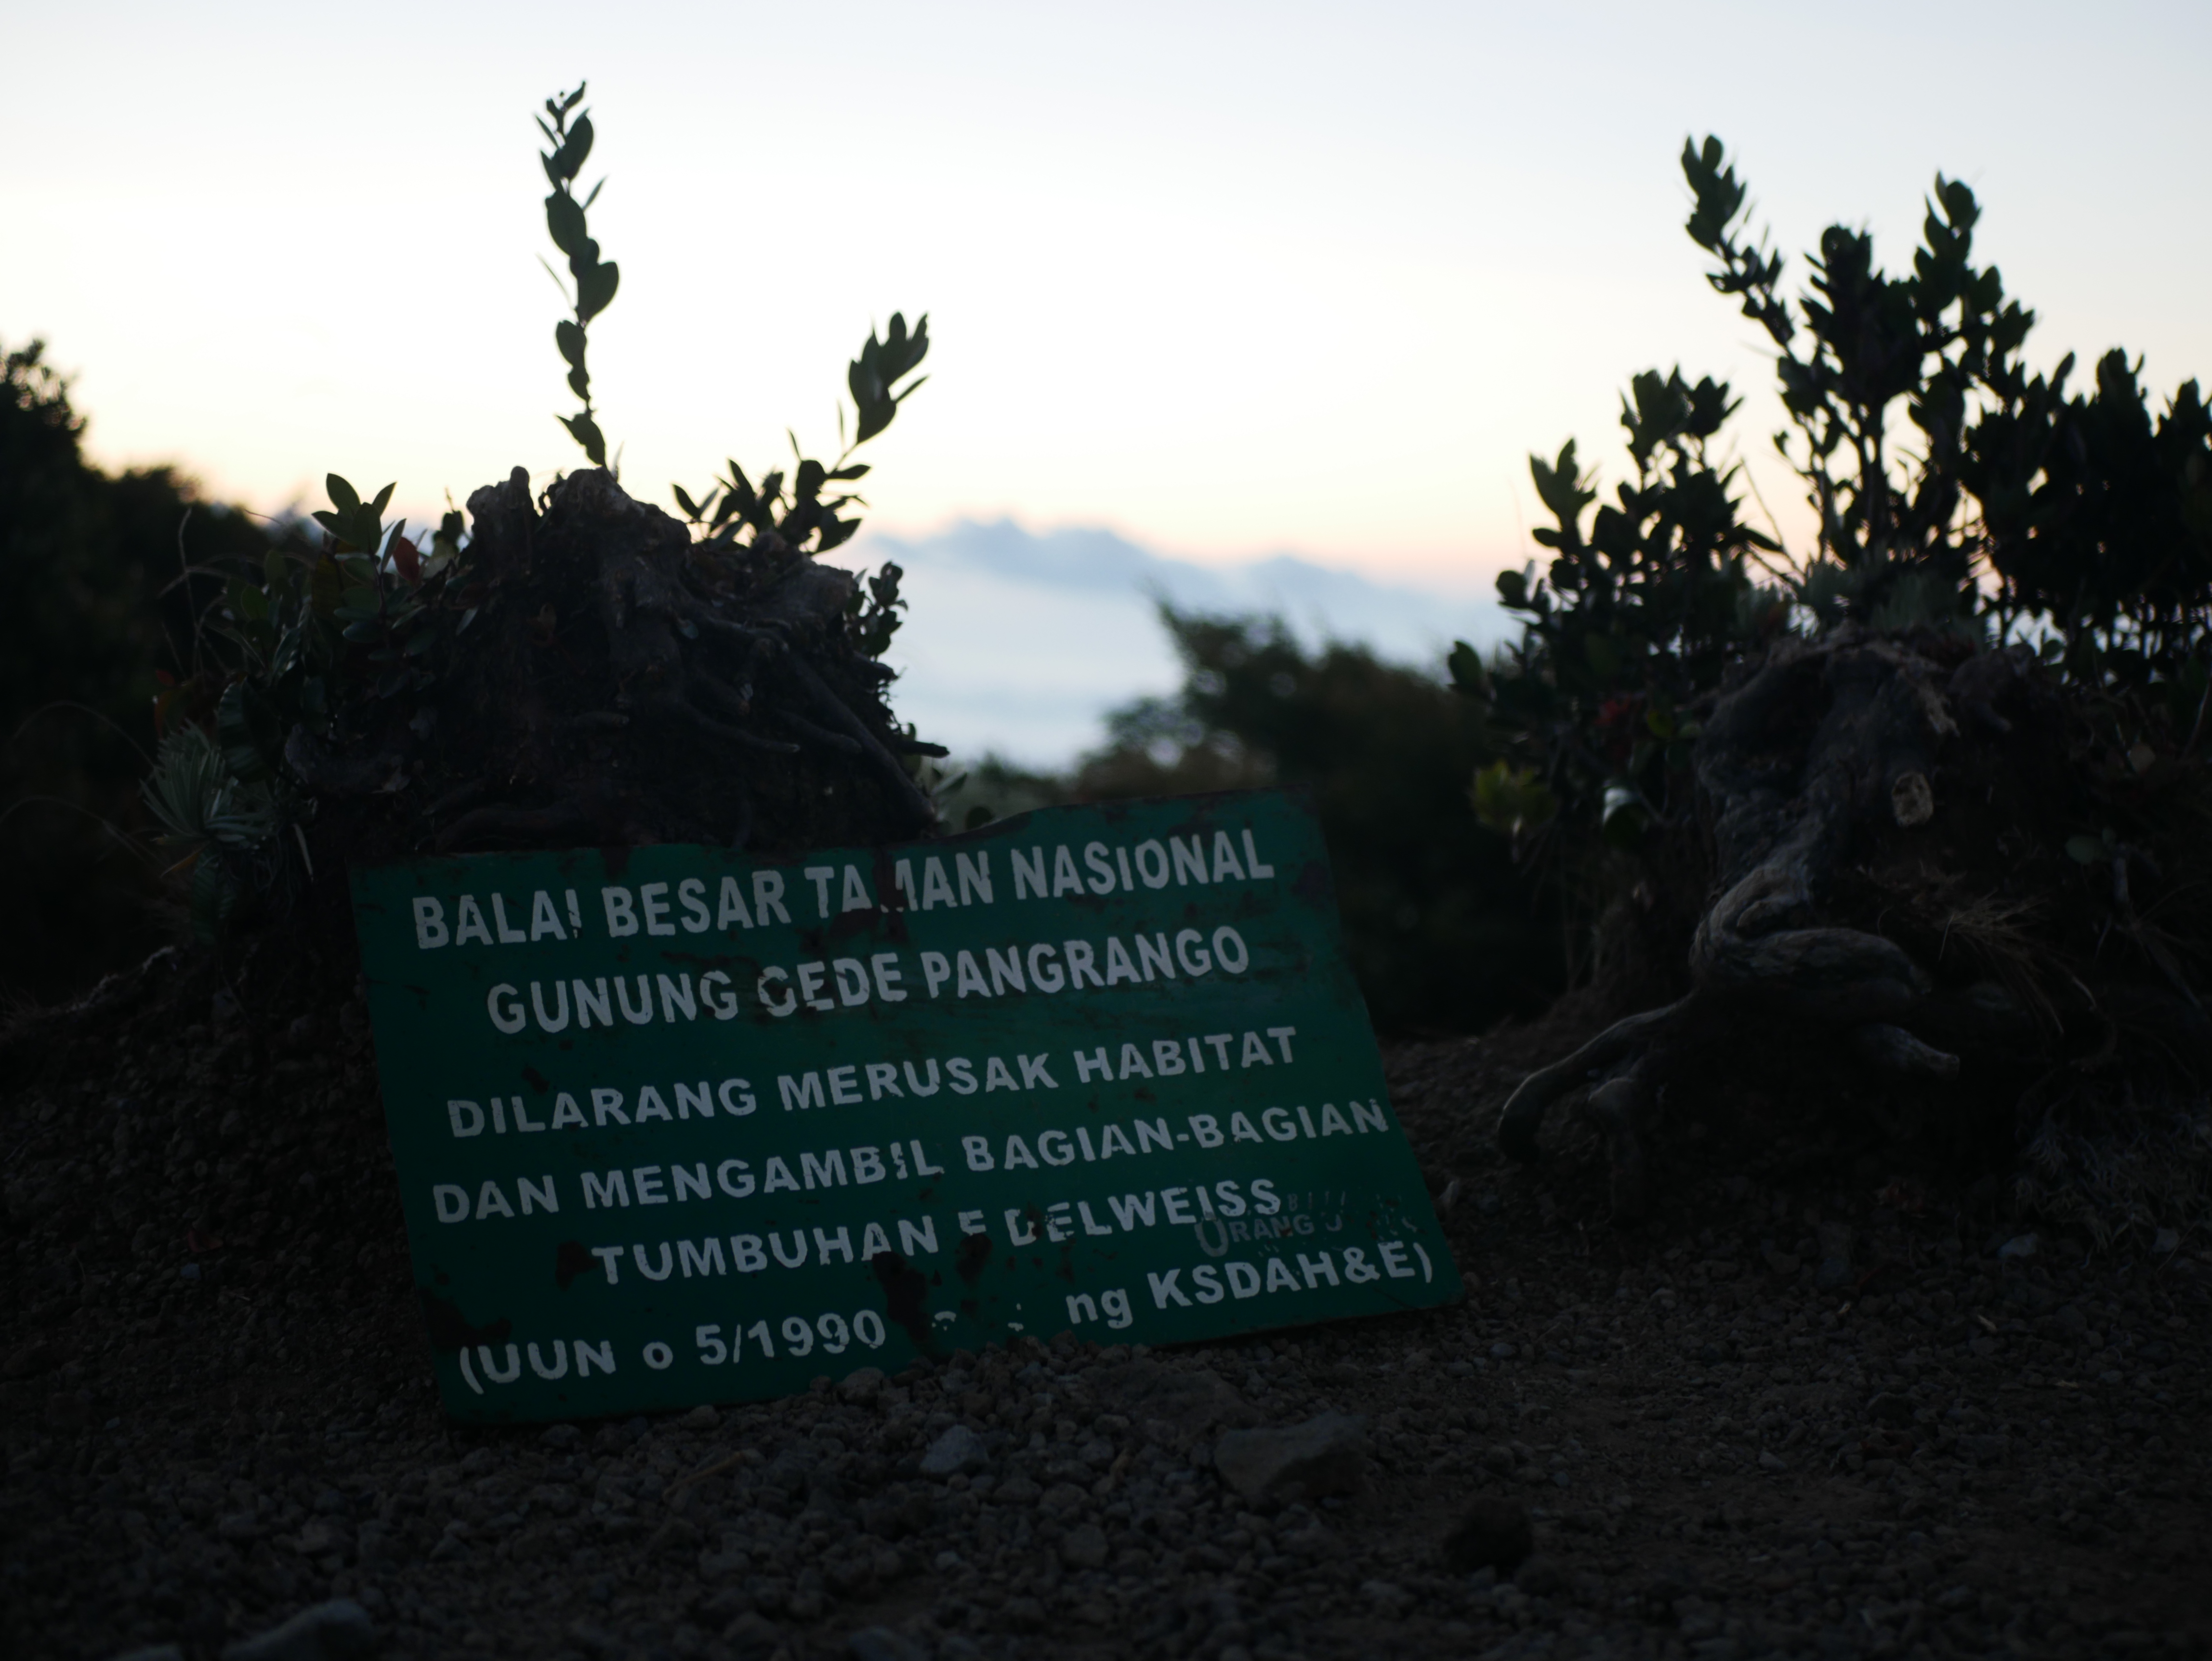 BALAI BESAR TAMAN NASIONAL
GUNUNG GEDE PANGRANGO
DILARANG MERUSAK HABITAT
DAN MENGAMBIL BAGIAN-BAGIAN
TUMBUHAN EDELWEISS
(UUN o 5/1990 ng KSDAH&E)